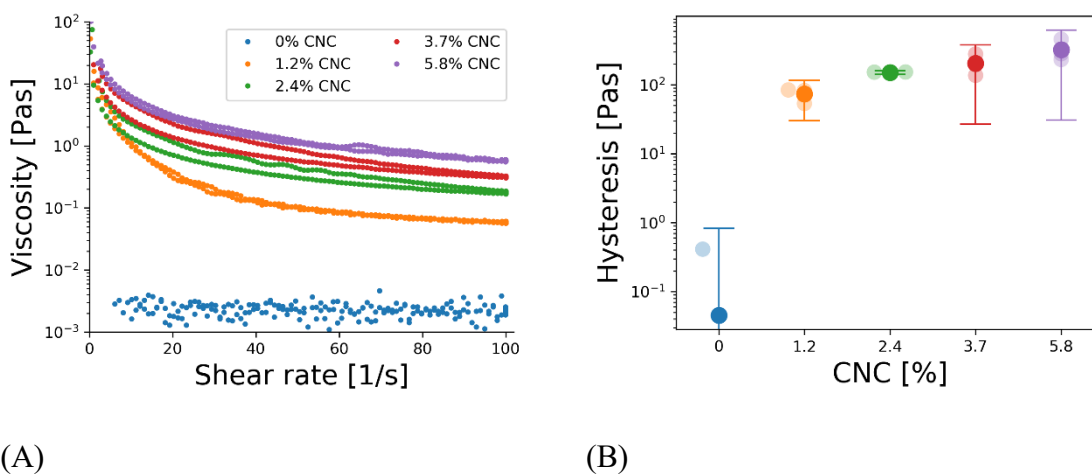 10²
10¹
10⁰
10⁻¹
10⁻²
10⁻³
Viscosity [Pas]
0% CNC
1.2% CNC
2.4% CNC
3.7% CNC
5.8% CNC
0
20
40
60
80
100
Shear rate [1/s]
(A)
10²
10¹
10⁰
10⁻¹
Hysteresis [Pas]
0
1.2
2.4
3.7
5.8
CNC [%]
(B)